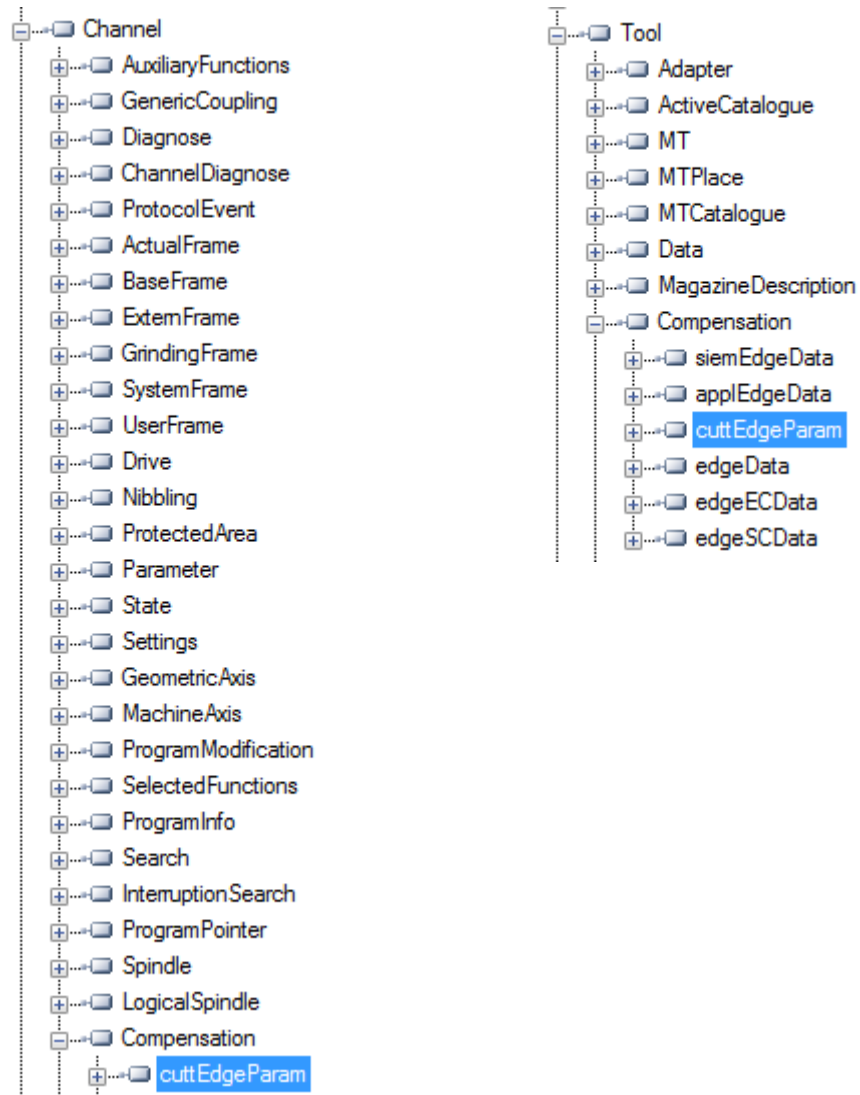 Channel
AuxiliaryFunctions
GenericCoupling
Diagnose
ChannelDiagnose
ProtocolEvent
ActualFrame
BaseFrame
ExternFrame
GrindingFrame
SystemFrame
UserFrame
Drive
Nibbling
ProtectedArea
Parameter
State
Settings
GeometricAxis
MachineAxis
ProgramModification
SelectedFunctions
ProgramInfo
Search
InterruptionSearch
ProgramPointer
Spindle
LogicalSpindle
Compensation
cuttEdgeParam
Tool
Adapter
ActiveCatalogue
MT
MTPlace
MTCatalogue
Data
MagazineDescription
Compensation
siemEdgeData
applEdgeData
cuttEdgeParam
edgeData
edgeECData
edgeSCData